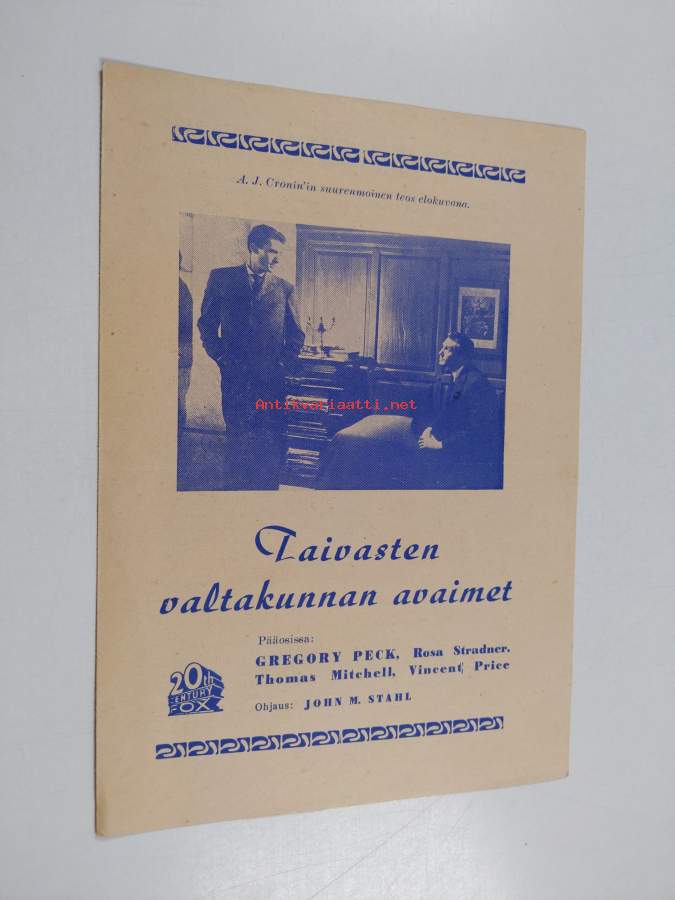 A. J. Cronin'in suurenmoinen teos elokuvana.
Antikvariaatti.net
Taivasten
valtakunnan avaimet
Pääosissa:
GREGORY PECK, Rosa Stradner,
Thomas Mitchell, Vincent Price
20th
CENTURY
FOX
Ohjaus: JOHN M. STAHL